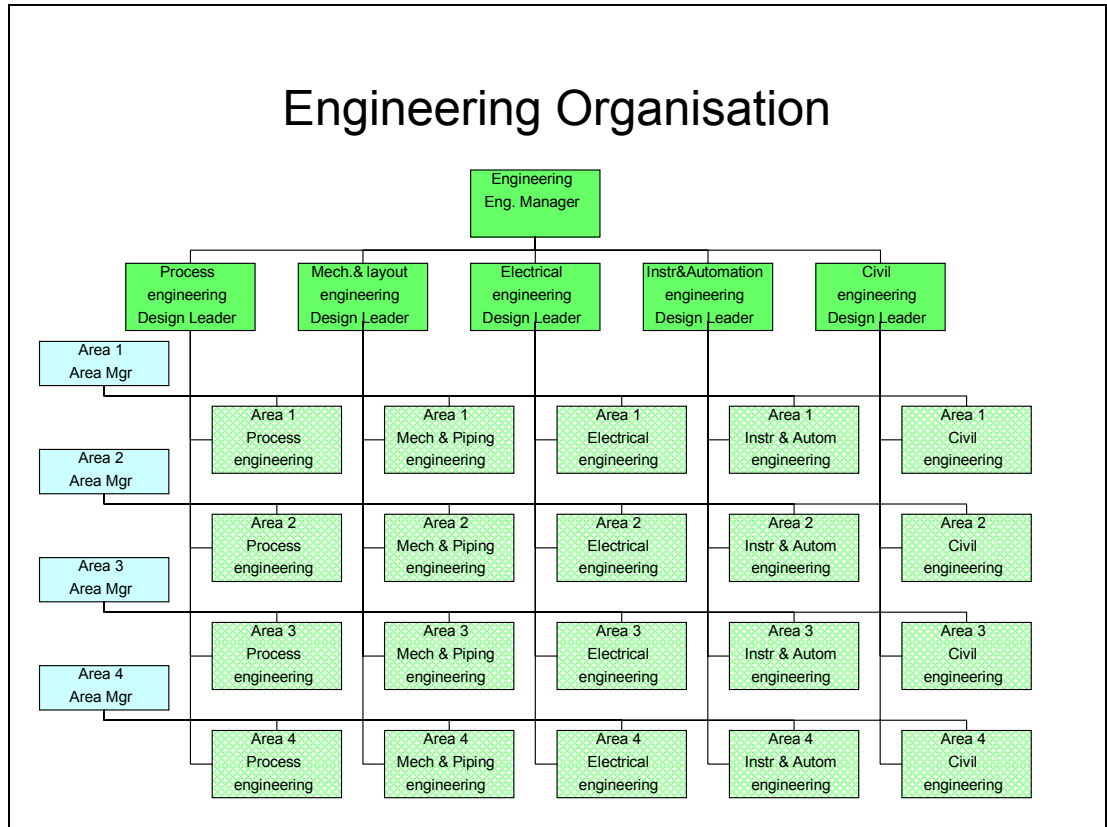 Engineering Organisation
Engineering
Eng. Manager
Process
engineering
Design Leader
Mech.& layout
engineering
Design Leader
Electrical
engineering
Design Leader
Instr&Automation
engineering
Design Leader
Civil
engineering
Design Leader
Area 1
Area Mgr
Area 1
Process
engineering
Area 1
Mech & Piping
engineering
Area 1
Electrical
engineering
Area 1
Instr & Autom
engineering
Area 1
Civil
engineering
Area 2
Area Mgr
Area 2
Process
engineering
Area 2
Mech & Piping
engineering
Area 2
Electrical
engineering
Area 2
Instr & Autom
engineering
Area 2
Civil
engineering
Area 3
Area Mgr
Area 3
Process
engineering
Area 3
Mech & Piping
engineering
Area 3
Electrical
engineering
Area 3
Instr & Autom
engineering
Area 3
Civil
engineering
Area 4
Area Mgr
Area 4
Process
engineering
Area 4
Mech & Piping
engineering
Area 4
Electrical
engineering
Area 4
Instr & Autom
engineering
Area 4
Civil
engineering